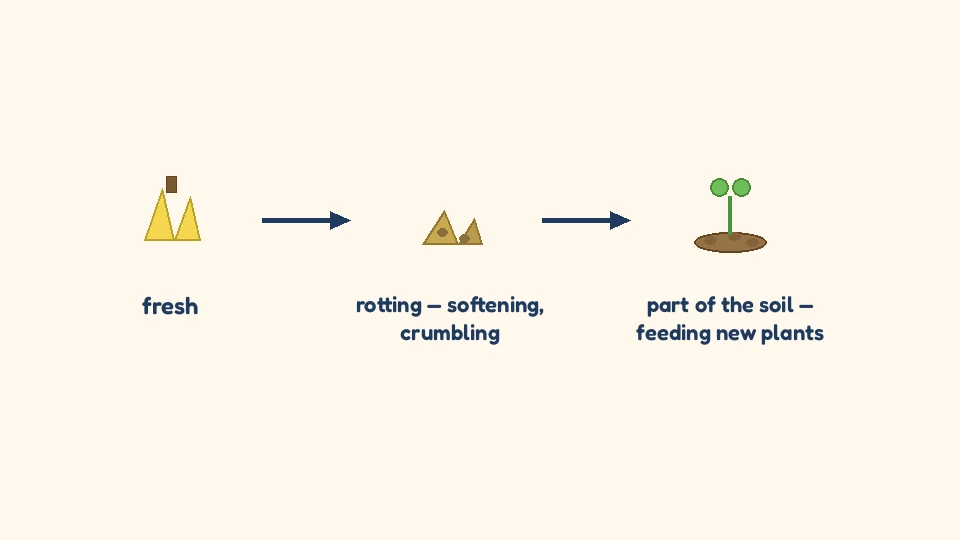 fresh
rotting – softening,
crumbling
part of the soil –
feeding new plants